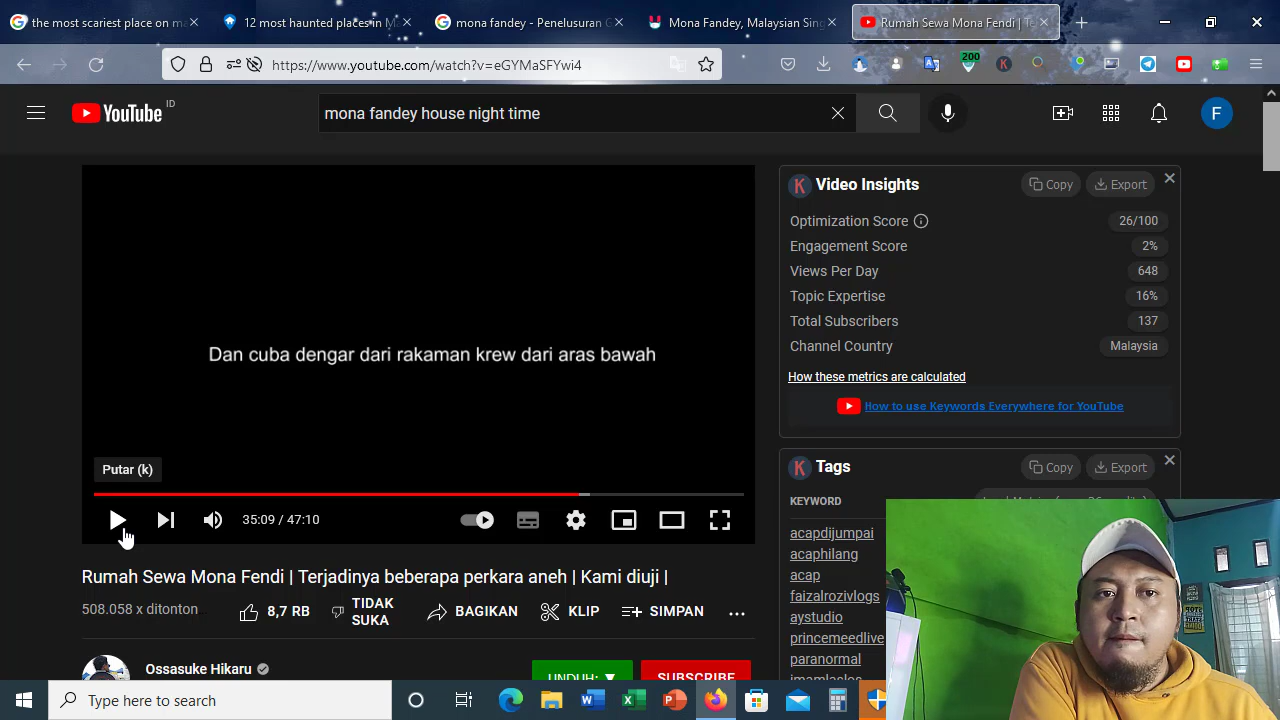 the most scariest place on ma
12 most haunted places in M
mona fandey - Penelusuran G
Mona Fandey, Malaysian Sing
Rumah Sewa Mona Fendi | Te
https://www.youtube.com/watch?v=eGYMaSFYwi4
200
YouTube
ID
mona fandey house night time
F
Dan cuba dengar dari rakaman krew dari aras bawah
Putar (k)
35:09 / 47:10
Rumah Sewa Mona Fendi | Terjadinya beberapa perkara aneh | Kami diuji |
508.058 x ditonton
8,7 RB
TIDAK SUKA
BAGIKAN
KLIP
SIMPAN
Ossasuke Hikaru
UNDUH:
SUBSCRIBE
Video Insights
Copy
Export
Optimization Score
26/100
Engagement Score
2%
Views Per Day
648
Topic Expertise
16%
Total Subscribers
137
Channel Country
Malaysia
How these metrics are calculated
How to use Keywords Everywhere for YouTube
Tags
Copy
Export
KEYWORD
acapdijumpai
acaphilang
acap
faizalrozivlogs
aystudio
princemeedlive
paranormal
Type here to search